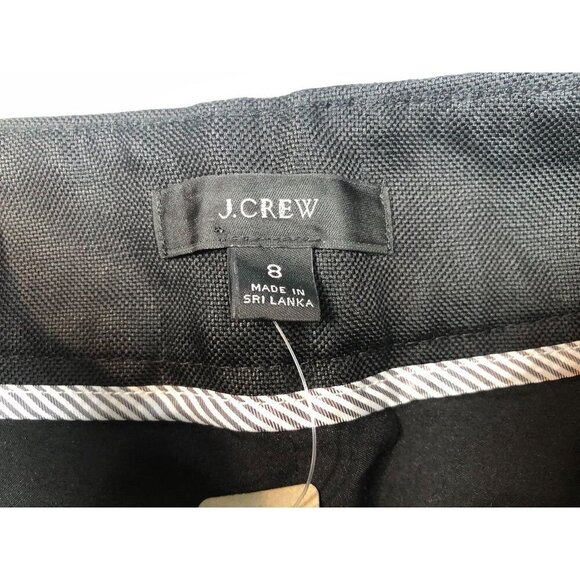 J.CREW
8
MADE IN
SRI LANKA